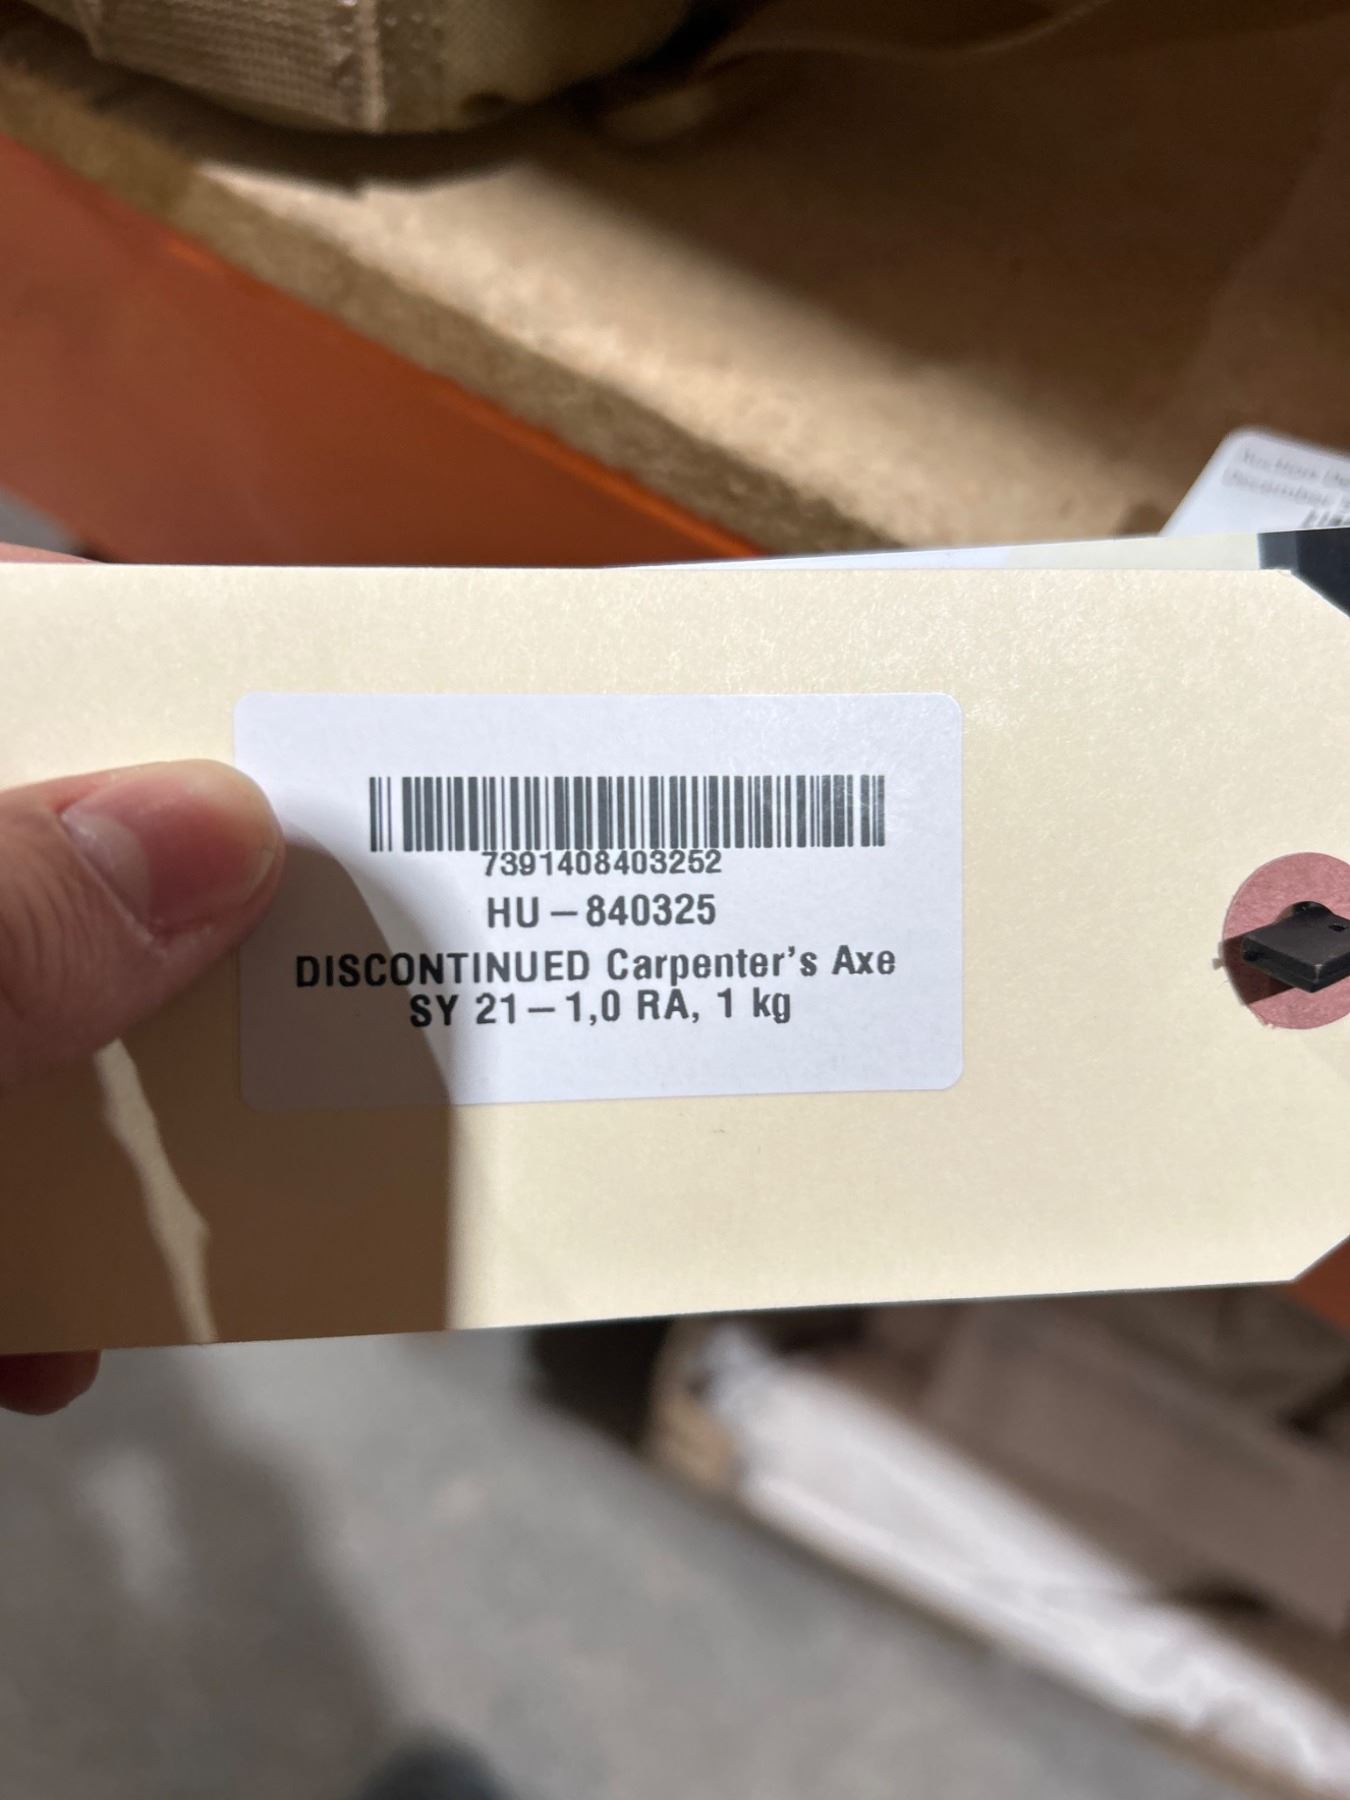 7391408403252
HU-840325
DISCONTINUED Carpenter's Axe
SY 21-1,0 RA, 1 kg